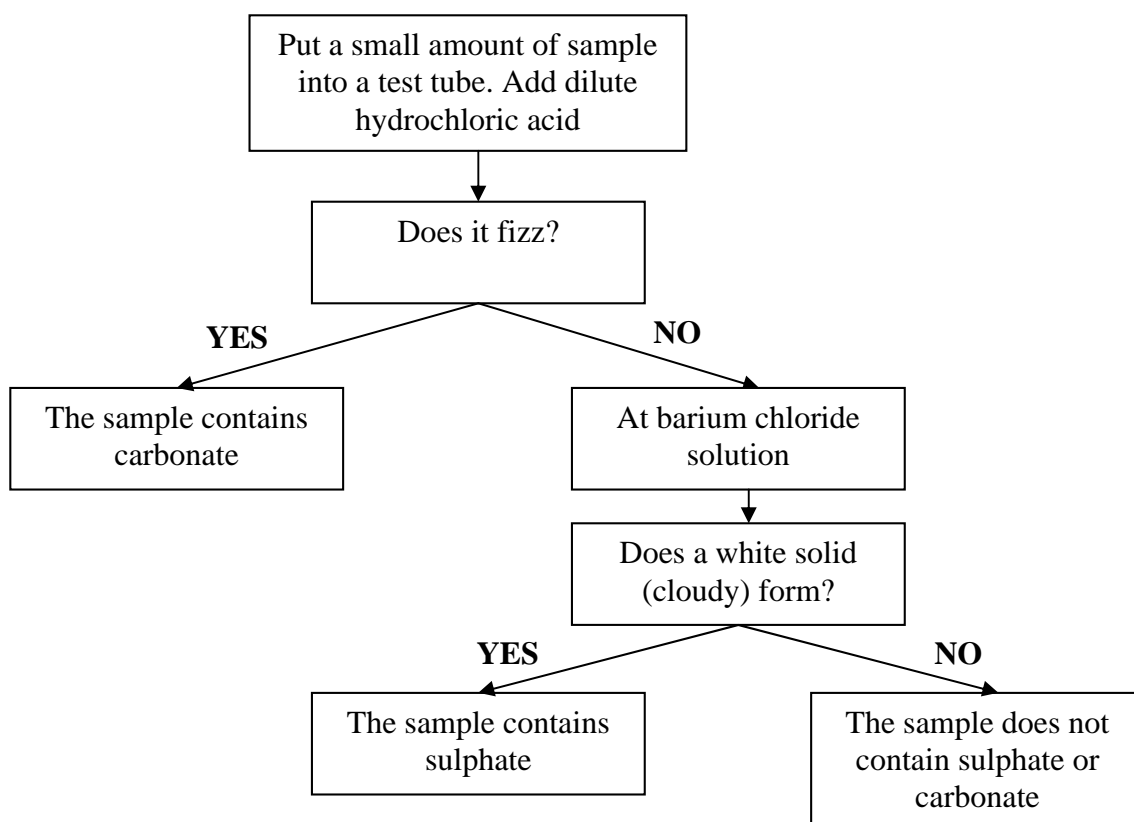 Put a small amount of sample
into a test tube. Add dilute
hydrochloric acid
Does it fizz?
YES
NO
The sample contains
carbonate
At barium chloride
solution
Does a white solid
(cloudy) form?
YES
NO
The sample contains
sulphate
The sample does not
contain sulphate or
carbonate